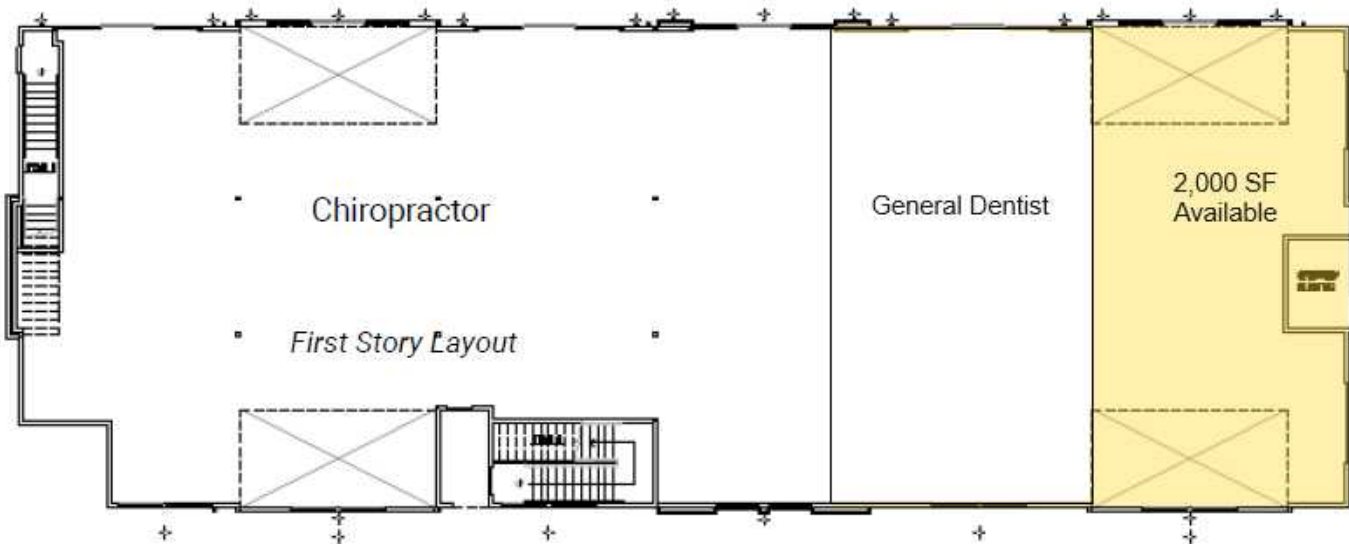 Chiropractor
General Dentist
2,000 SF
Available
First Story Layout